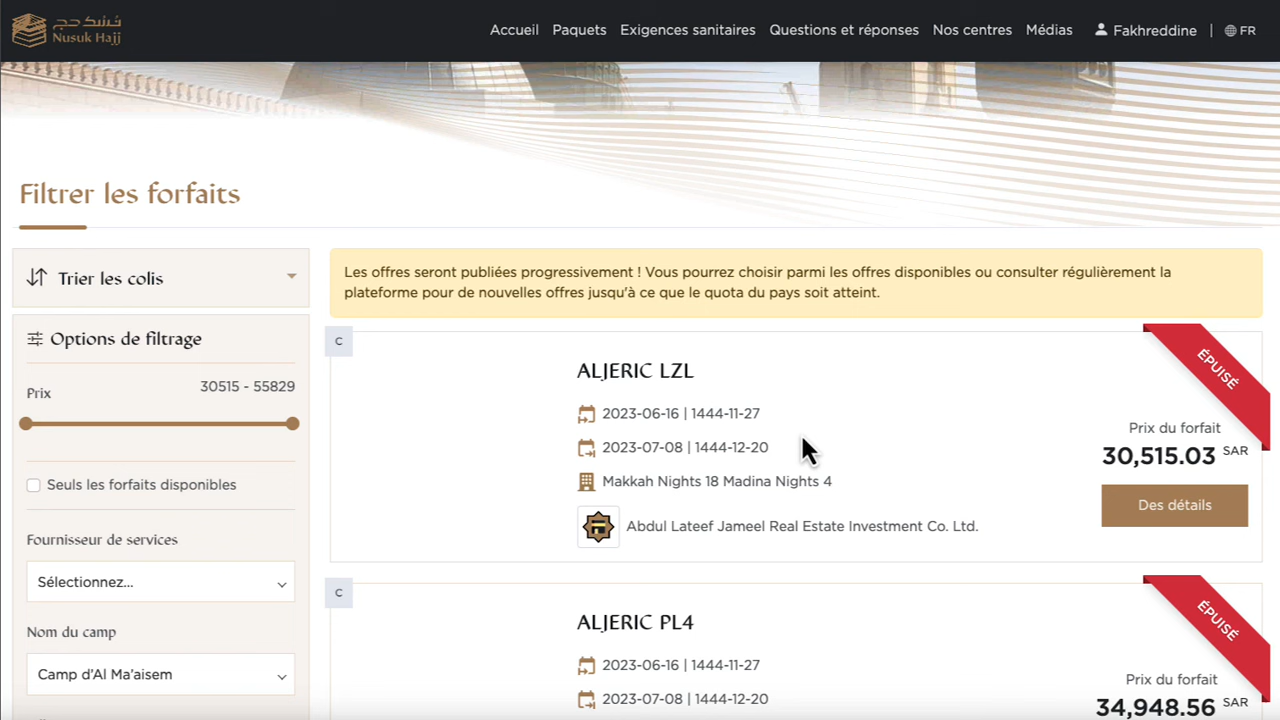 نسك حج
Nusuk Hajj
Accueil Paquets Exigences sanitaires Questions et réponses Nos centres Médias Fakhreddine | FR
Filtrer les forfaits
Trier les colis
Options de filtrage
Prix 30515 - 55829
Seuls les forfaits disponibles
Fournisseur de services
Sélectionnez...
Nom du camp
Camp d'Al Ma'aisem
Les offres seront publiées progressivement ! Vous pourrez choisir parmi les offres disponibles ou consulter régulièrement la
plateforme pour de nouvelles offres jusqu'à ce que le quota du pays soit atteint.
C
ALJERIC LZL
2023-06-16 | 1444-11-27
2023-07-08 | 1444-12-20
Makkah Nights 18 Madina Nights 4
Abdul Lateef Jameel Real Estate Investment Co. Ltd.
ÉPUISÉ
Prix du forfait
30,515.03 SAR
Des détails
C
ALJERIC PL4
2023-06-16 | 1444-11-27
2023-07-08 | 1444-12-20
ÉPUISÉ
Prix du forfait
34,948.56 SAR